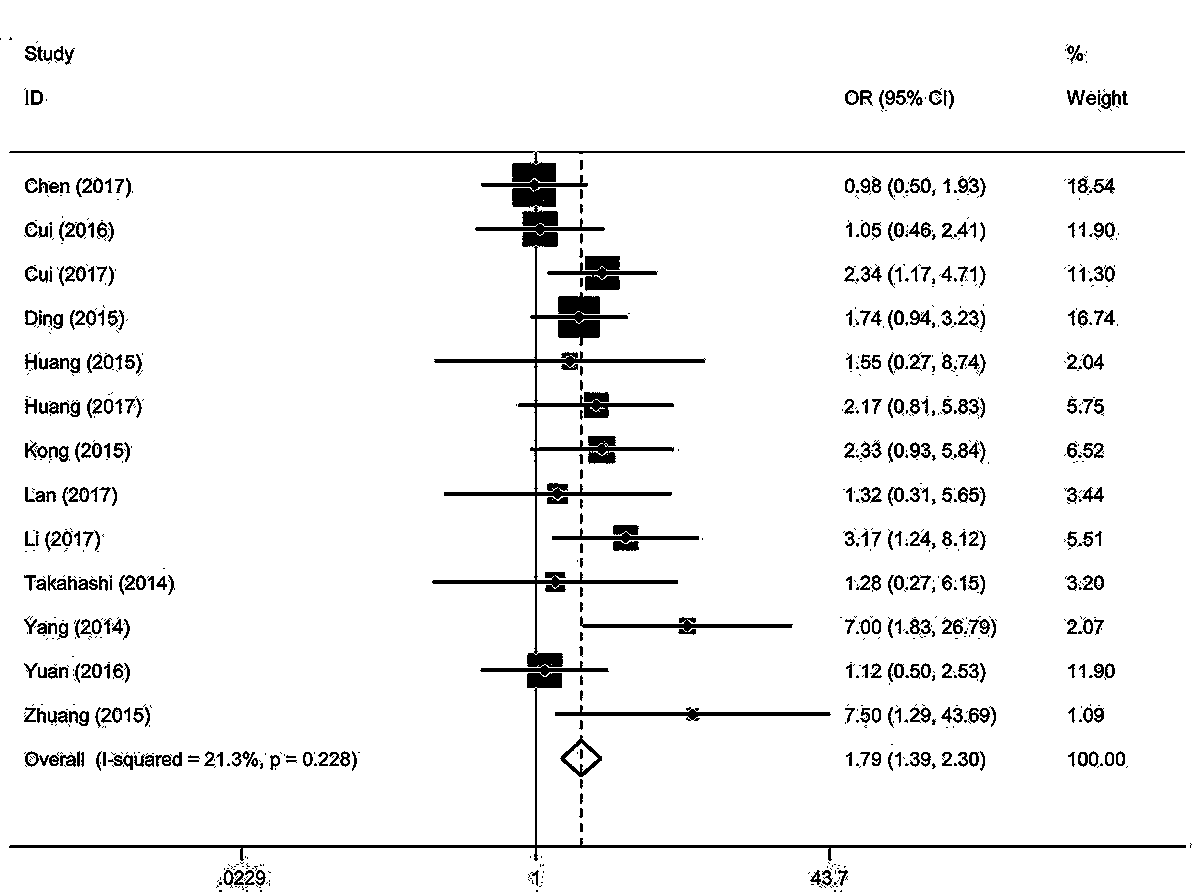 Study %
ID OR (95% CI) Weight
Chen (2017) 0.98 (0.50, 1.93) 18.54
Cui (2016) 1.05 (0.46, 2.41) 11.90
Cui (2017) 2.34 (1.17, 4.71) 11.30
Ding (2015) 1.74 (0.94, 3.23) 16.74
Huang (2015) 1.55 (0.27, 8.74) 2.04
Huang (2017) 2.17 (0.81, 5.83) 5.75
Kong (2015) 2.33 (0.93, 5.84) 6.52
Lan (2017) 1.32 (0.31, 5.65) 3.44
Li (2017) 3.17 (1.24, 8.12) 5.51
Takahashi (2014) 1.28 (0.27, 6.15) 3.20
Yang (2014) 7.00 (1.83, 26.79) 2.07
Yuan (2016) 1.12 (0.50, 2.53) 11.90
Zhuang (2015) 7.50 (1.29, 43.69) 1.09
Overall (I-squared = 21.3%, p = 0.228) 1.79 (1.39, 2.30) 100.00
.0229 1 43.7